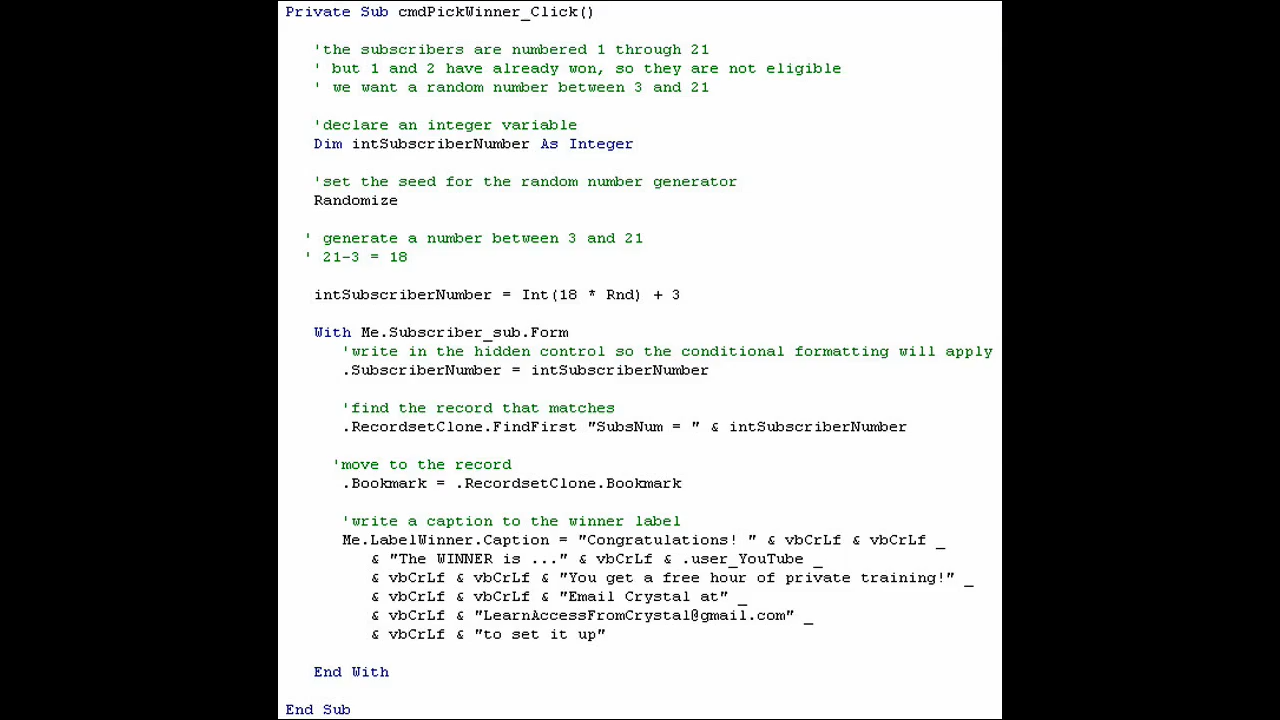 Private Sub cmdPickWinner_Click()
'the subscribers are numbered 1 through 21
' but 1 and 2 have already won, so they are not eligible
' we want a random number between 3 and 21
'declare an integer variable
Dim intSubscriberNumber As Integer
'set the seed for the random number generator
Randomize
' generate a number between 3 and 21
' 21-3 = 18
intSubscriberNumber = Int(18 * Rnd) + 3
With Me.Subscriber_sub.Form
'write in the hidden control so the conditional formatting will apply
.SubscriberNumber = intSubscriberNumber
'find the record that matches
.RecordsetClone.FindFirst "SubsNum = " & intSubscriberNumber
'move to the record
.Bookmark = .RecordsetClone.Bookmark
'write a caption to the winner label
Me.LabelWinner.Caption = "Congratulations! " & vbCrLf & vbCrLf _
& "The WINNER is ..." & vbCrLf & .user_YouTube _
& vbCrLf & vbCrLf & "You get a free hour of private training!" _
& vbCrLf & vbCrLf & "Email Crystal at" _
& vbCrLf & "LearnAccessFromCrystal@gmail.com" _
& vbCrLf & "to set it up"
End With
End Sub